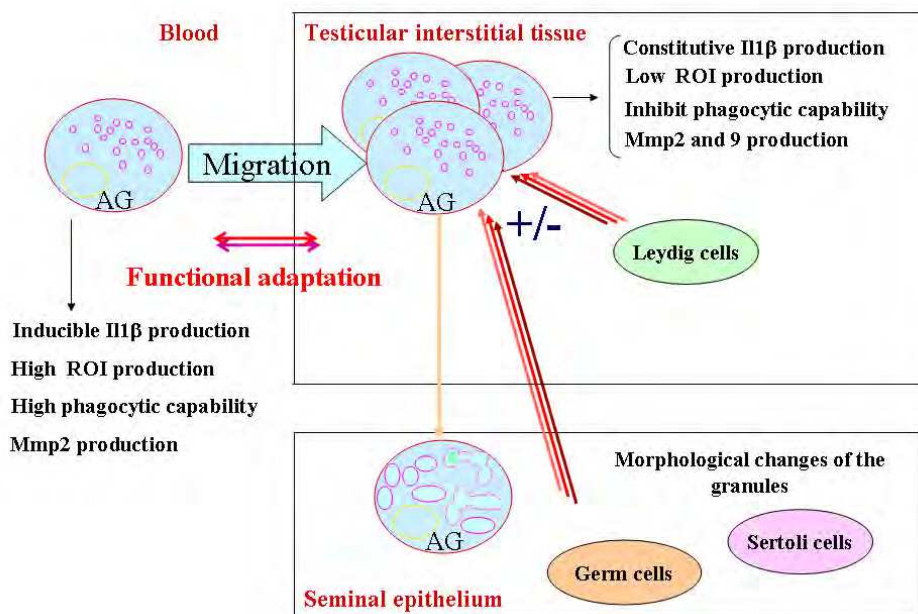 Blood
Testicular interstitial tissue
Constitutive Il1β production
Low ROI production
Inhibit phagocytic capability
Mmp2 and 9 production
AG
Migration
AG
+/-
Leydig cells
Functional adaptation
Inducible Il1β production
High ROI production
High phagocytic capability
Mmp2 production
Morphological changes of the
granules
AG
Sertoli cells
Germ cells
Seminal epithelium